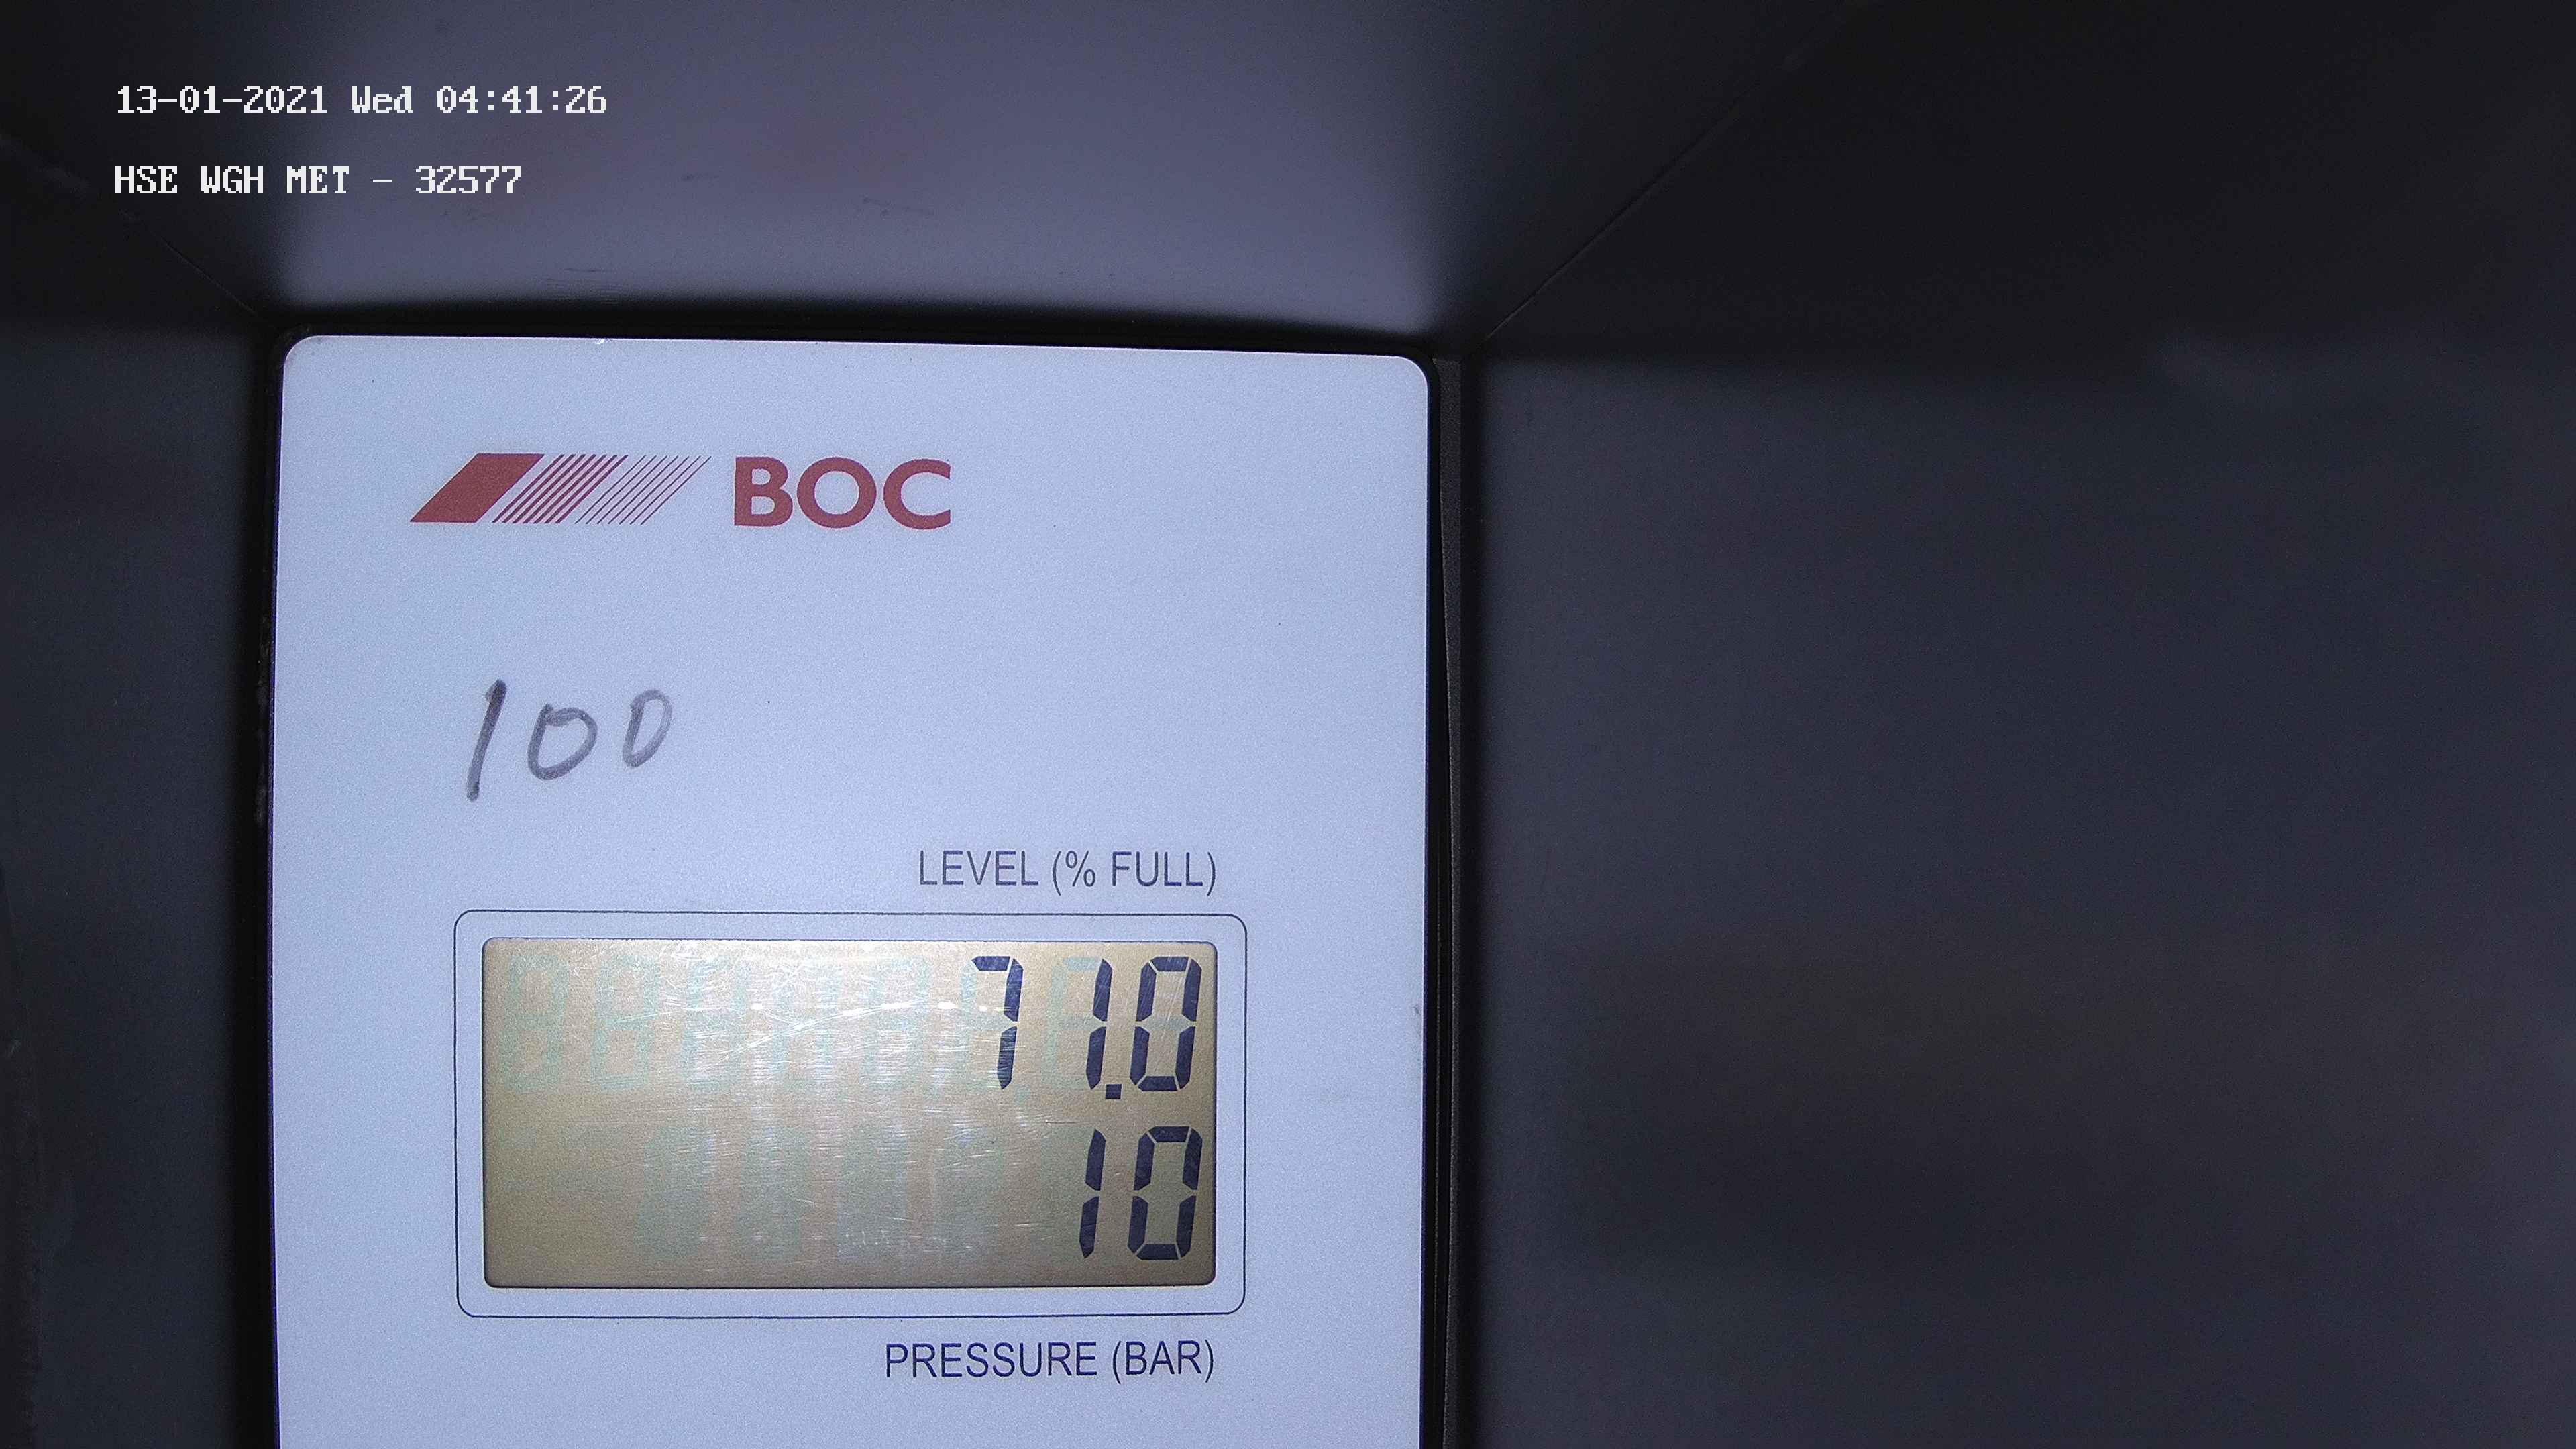 13-01-2021 Wed 04:41:26
HSE WGH MET - 32577
BOC
100
LEVEL (% FULL)
71.0
10
PRESSURE (BAR)